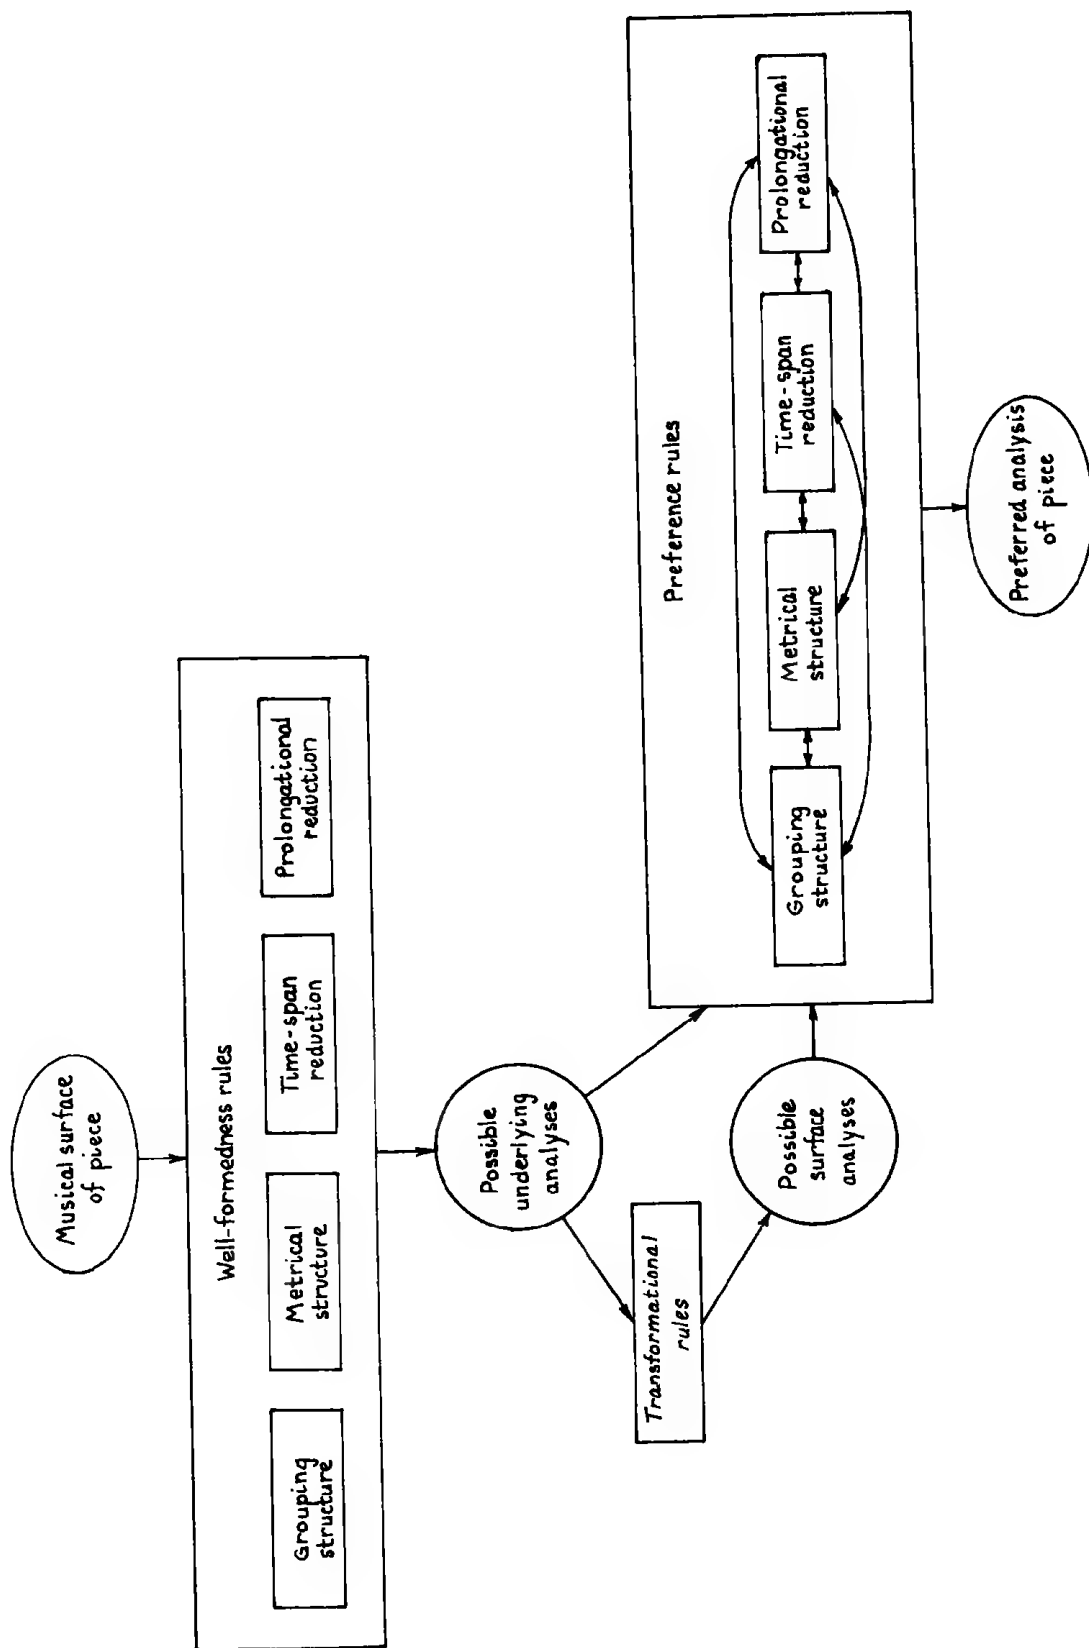 Musical surface
of piece
Well-formedness rules
Grouping
structure
Metrical
structure
Time-span
reduction
Prolongational
reduction
Possible
underlying
analyses
Transformational
rules
Possible
surface
analyses
Preference rules
Grouping
structure
Metrical
structure
Time-span
reduction
Prolongational
reduction
Preferred analysis
of piece